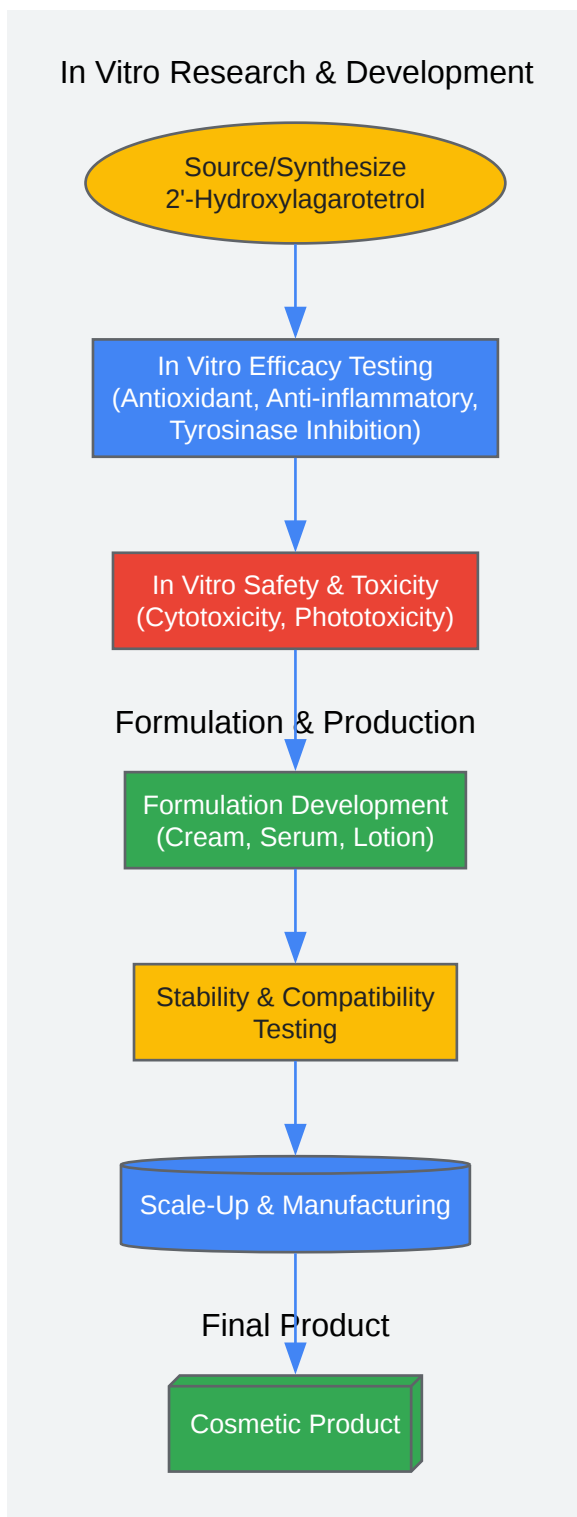 In Vitro Research & Development
Source/Synthesize
2'-Hydroxylagarotetrol
In Vitro Efficacy Testing
(Antioxidant, Anti-inflammatory,
Tyrosinase Inhibition)
In Vitro Safety & Toxicity
(Cytotoxicity, Phototoxicity)
Formulation & Production
Formulation Development
(Cream, Serum, Lotion)
Stability & Compatibility
Testing
Scale-Up & Manufacturing
Final Product
Cosmetic Product